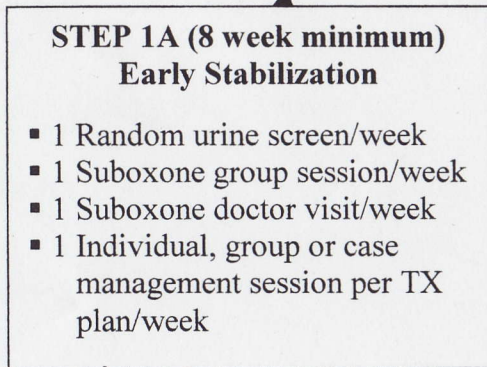 STEP 1A (8 week minimum)
Early Stabilization
▪ 1 Random urine screen/week
▪ 1 Suboxone group session/week
▪ 1 Suboxone doctor visit/week
▪ 1 Individual, group or case
management session per TX
plan/week